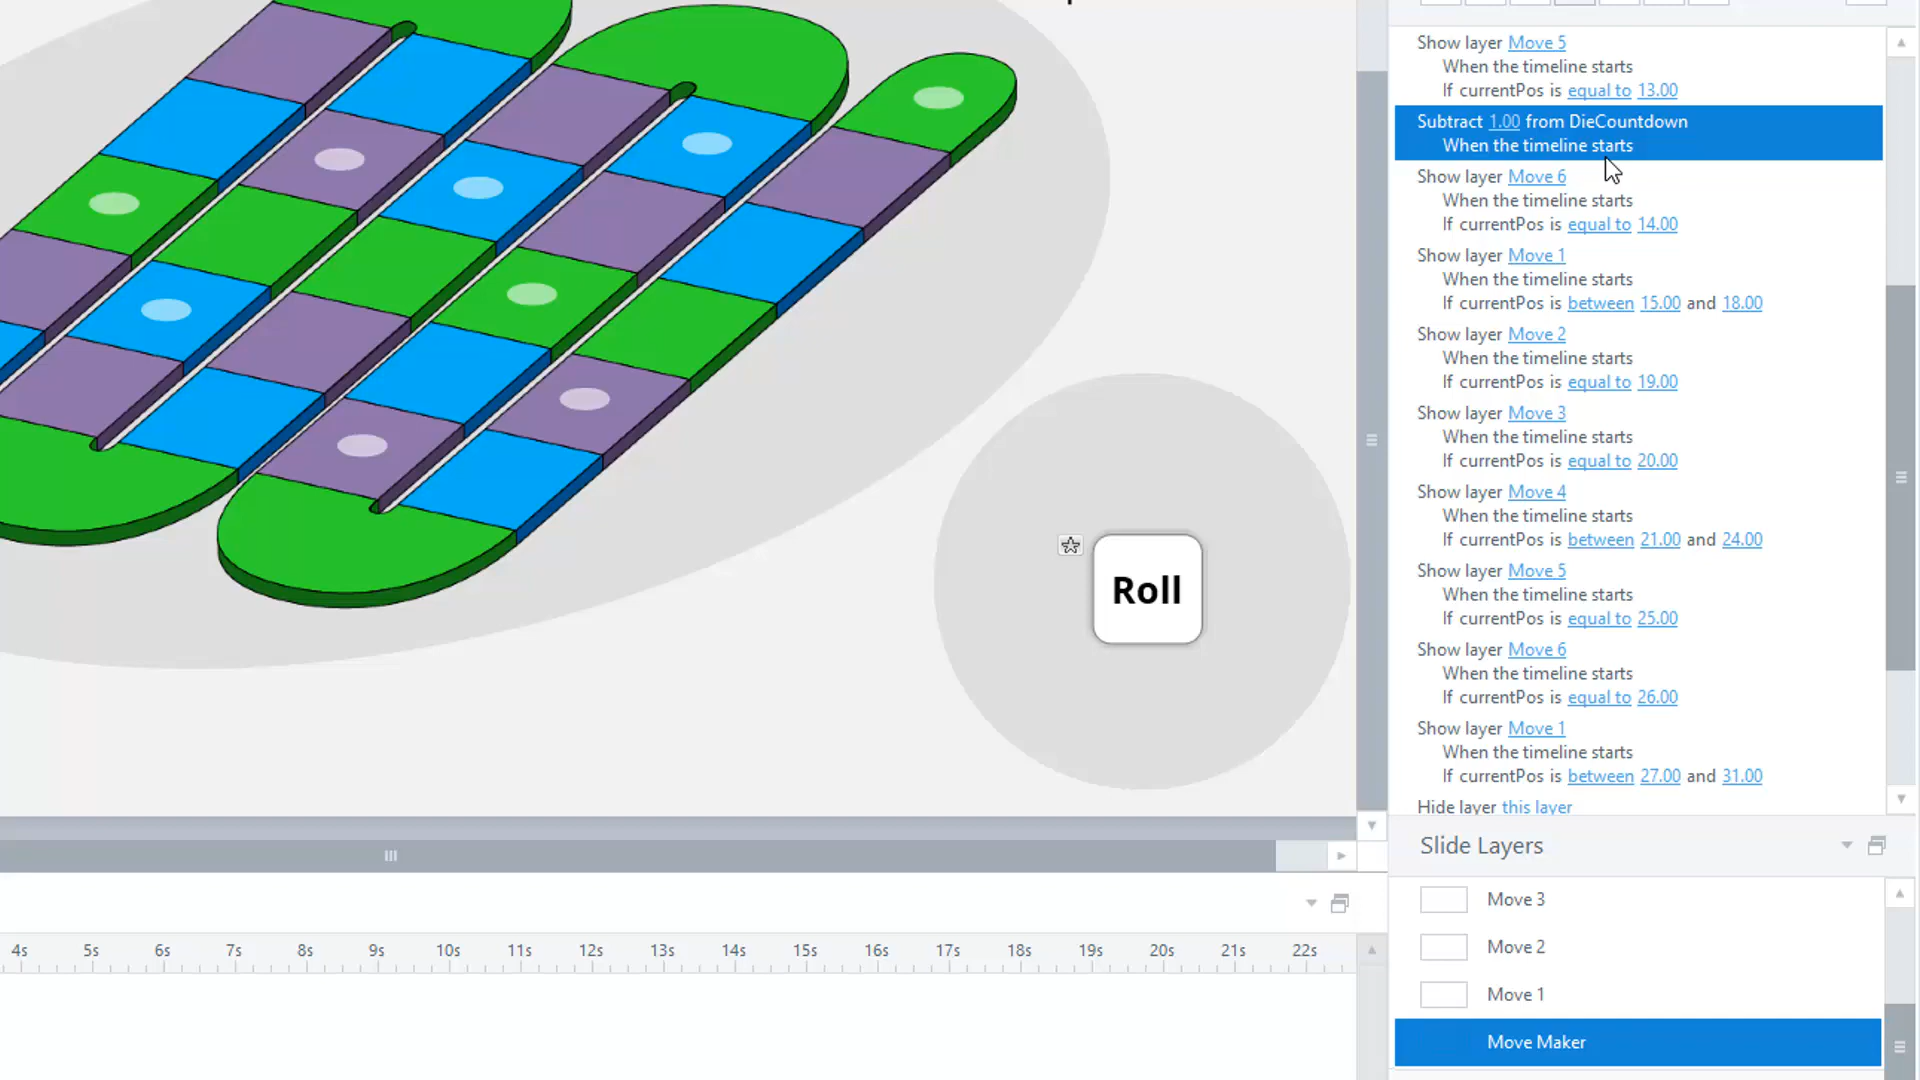 Show layer Move 5
When the timeline starts
If currentPos is equal to 13.00
Subtract 1.00 from DieCountdown
When the timeline starts
Show layer Move 6
When the timeline starts
If currentPos is equal to 14.00
Show layer Move 1
When the timeline starts
If currentPos is between 15.00 and 18.00
Show layer Move 2
When the timeline starts
If currentPos is equal to 19.00
Show layer Move 3
When the timeline starts
If currentPos is equal to 20.00
Show layer Move 4
When the timeline starts
If currentPos is between 21.00 and 24.00
Show layer Move 5
When the timeline starts
If currentPos is equal to 25.00
Show layer Move 6
When the timeline starts
If currentPos is equal to 26.00
Show layer Move 1
When the timeline starts
If currentPos is between 27.00 and 31.00
Hide layer this layer
Roll
Slide Layers
Move 3
Move 2
Move 1
Move Maker
4s 5s 6s 7s 8s 9s 10s 11s 12s 13s 14s 15s 16s 17s 18s 19s 20s 21s 22s